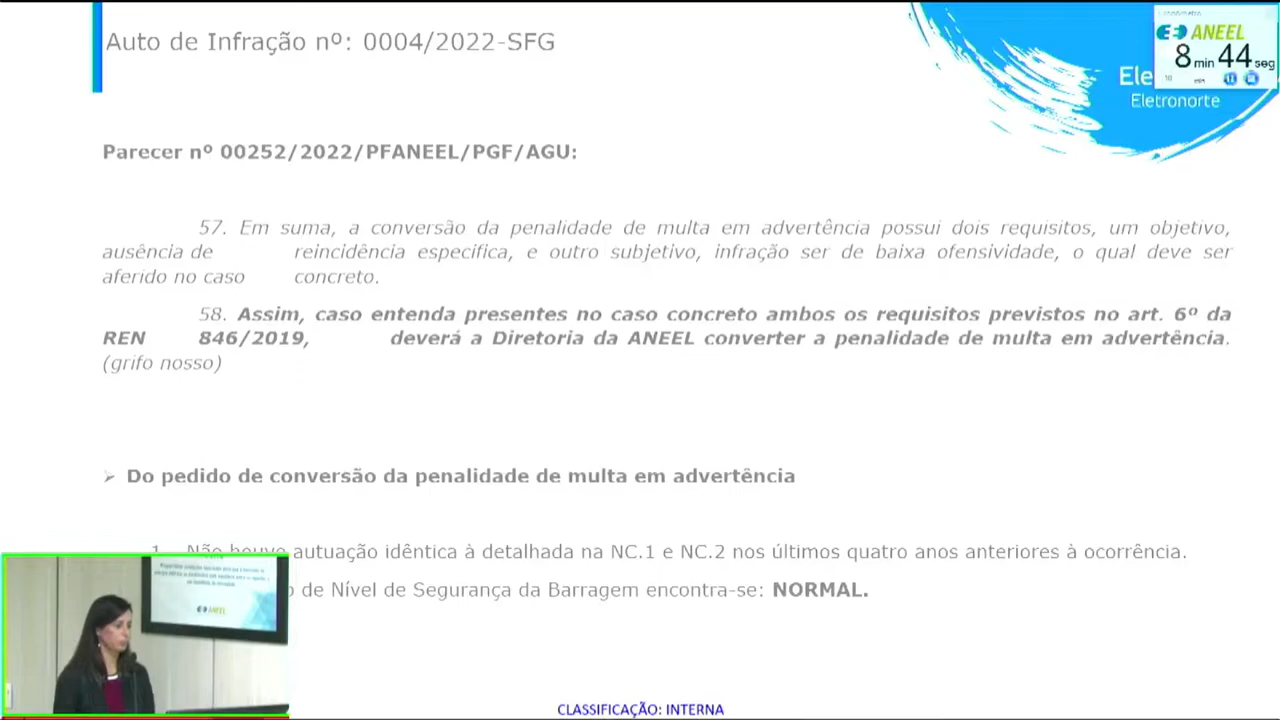 Auto de Infração nº: 0004/2022-SFG
ANEEL
8 min 44 seg
Ele
Eletronorte
Parecer nº 00252/2022/PFANEEL/PGF/AGU:
57. Em suma, a conversão da penalidade de multa em advertência possui dois requisitos, um objetivo,
ausência de reincidência especifica, e outro subjetivo, infração ser de baixa ofensividade, o qual deve ser
aferido no caso concreto.
58. Assim, caso entenda presentes no caso concreto ambos os requisitos previstos no art. 6º da
REN 846/2019, deverá a Diretoria da ANEEL converter a penalidade de multa em advertência.
(grifo nosso)
➢ Do pedido de conversão da penalidade de multa em advertência
1. Não houve autuação idêntica à detalhada na NC.1 e NC.2 nos últimos quatro anos anteriores à ocorrência.
de Nível de Segurança da Barragem encontra-se: NORMAL.
ANEEL
CLASSIFICAÇÃO: INTERNA